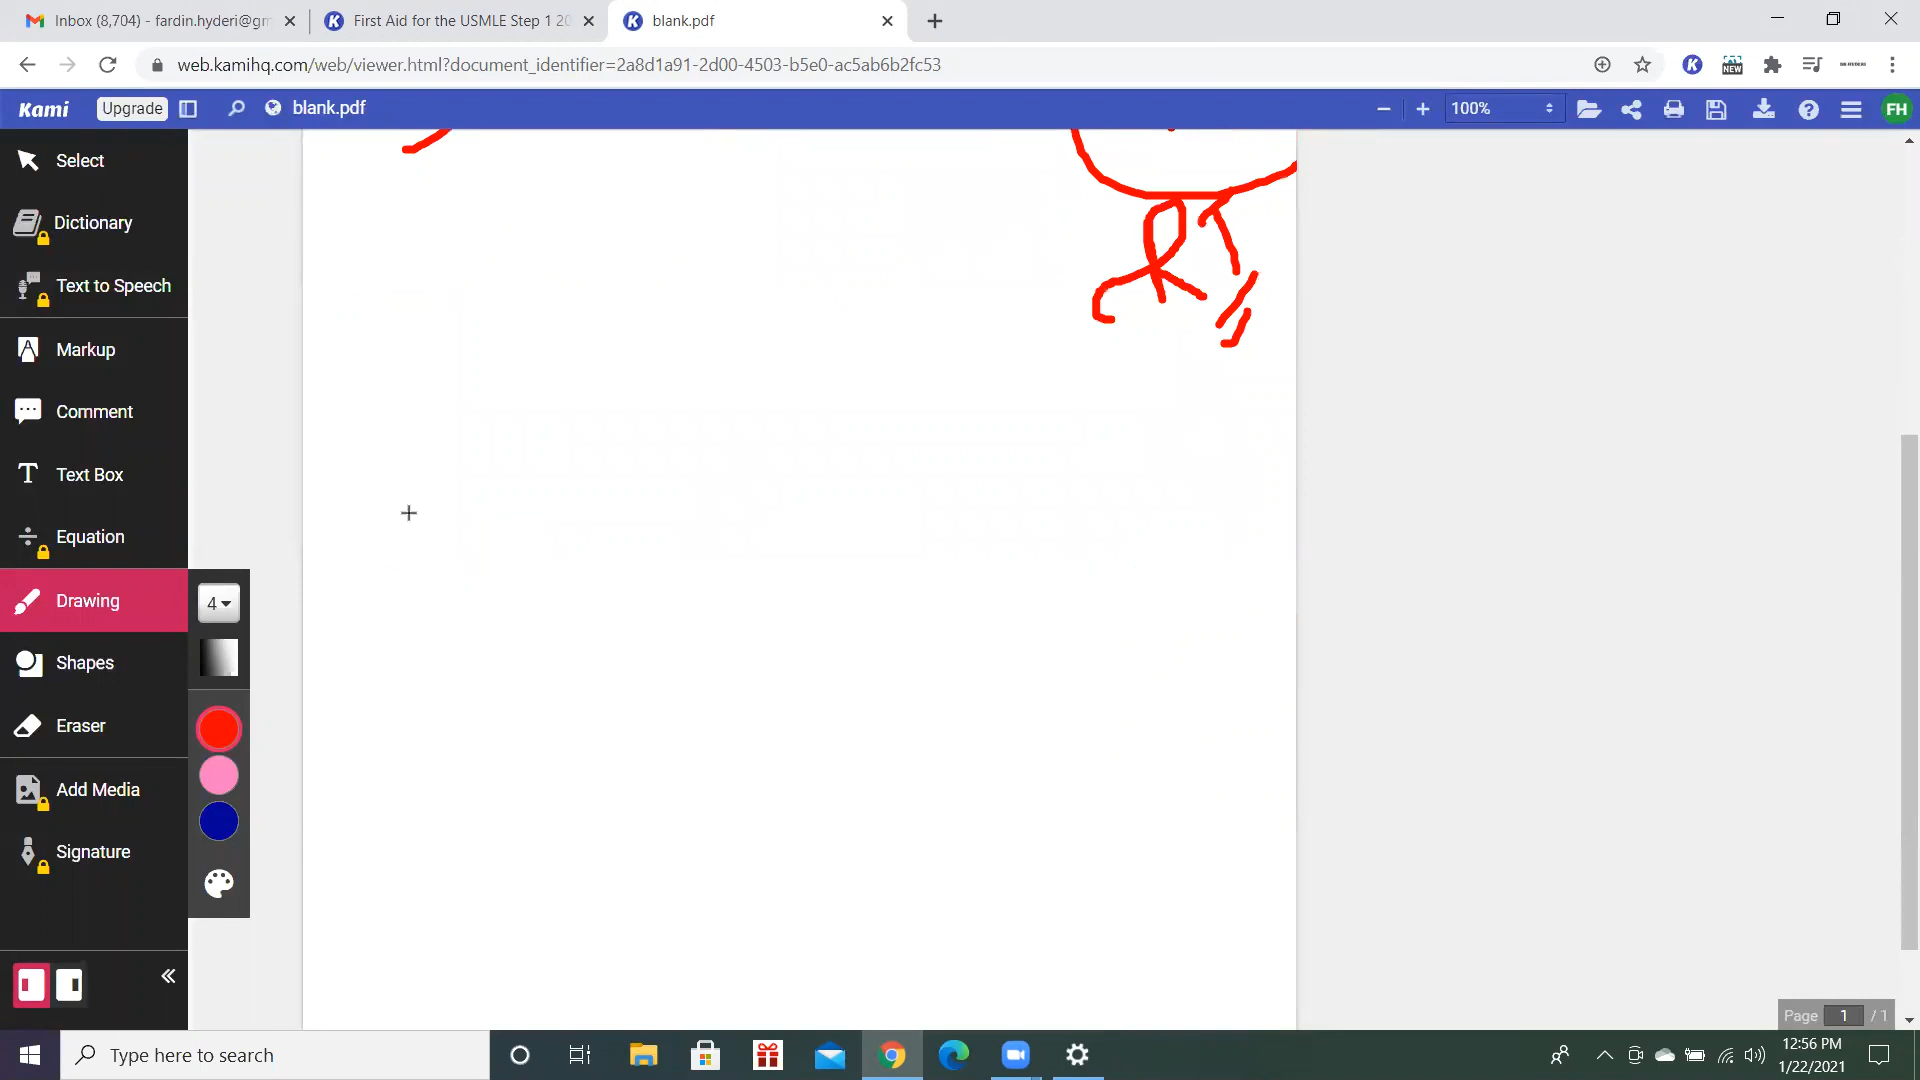 Inbox (8,704) - fardin.hyderi@gm
First Aid for the USMLE Step 1 20
blank.pdf
web.kamihq.com/web/viewer.html?document_identifier=2a8d1a91-2d00-4503-b5e0-ac5ab6b2fc53
NEW
Kami
Upgrade
blank.pdf
100%
FH
Select
Dictionary
Text to Speech
Markup
Comment
Text Box
Equation
Drawing
4
Shapes
Eraser
Add Media
Signature
Page 1 / 1
Type here to search
12:56 PM
1/22/2021